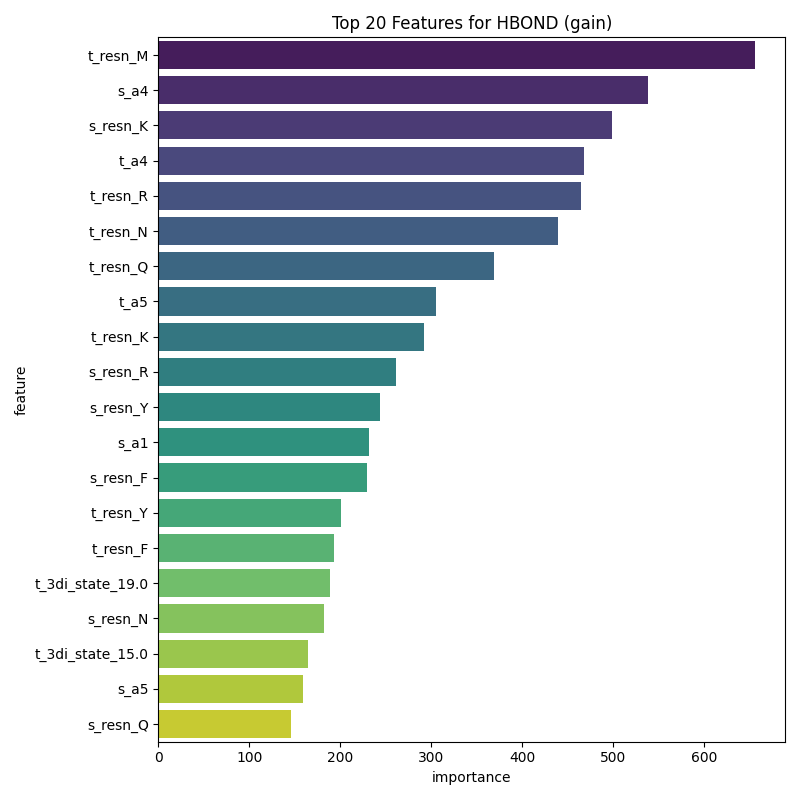 Top 20 Features for HBOND (gain)
t_resn_M
s_a4
s_resn_K
t_a4
t_resn_R
t_resn_N
t_resn_Q
t_a5
t_resn_K
s_resn_R
s_resn_Y
s_a1
s_resn_F
t_resn_Y
t_resn_F
t_3di_state_19.0
s_resn_N
t_3di_state_15.0
s_a5
s_resn_Q
feature
0 100 200 300 400 500 600
importance